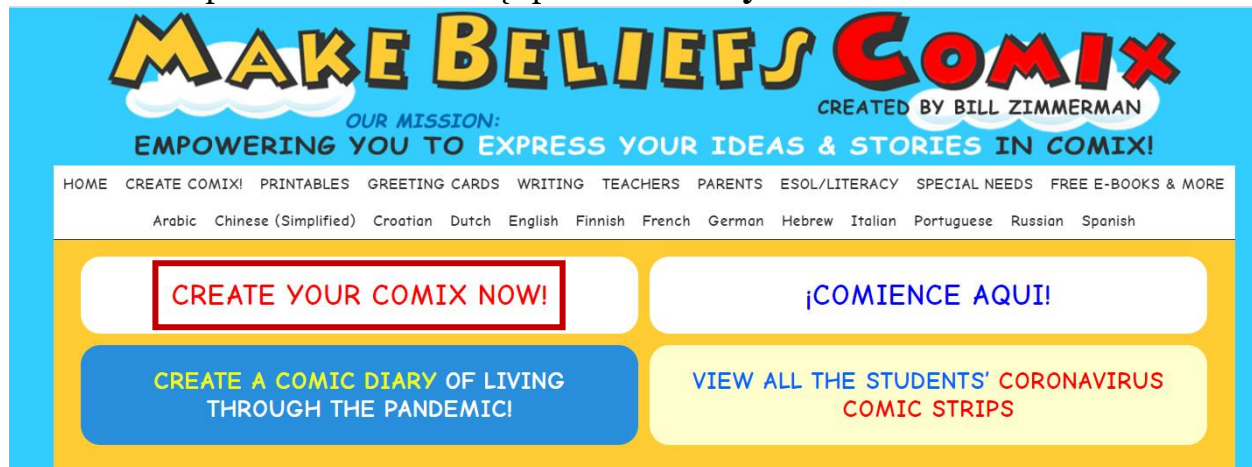 MAKE BELIEFS COMIX
CREATED BY BILL ZIMMERMAN
OUR MISSION:
EMPOWERING YOU TO EXPRESS YOUR IDEAS & STORIES IN COMIX!
HOME CREATE COMIX! PRINTABLES GREETING CARDS WRITING TEACHERS PARENTS ESOL/LITERACY SPECIAL NEEDS FREE E-BOOKS & MORE
Arabic Chinese (Simplified) Croatian Dutch English Finnish French German Hebrew Italian Portuguese Russian Spanish
CREATE YOUR COMIX NOW!
¡COMIENCE AQUI!
CREATE A COMIC DIARY OF LIVING
THROUGH THE PANDEMIC!
VIEW ALL THE STUDENTS' CORONAVIRUS
COMIC STRIPS